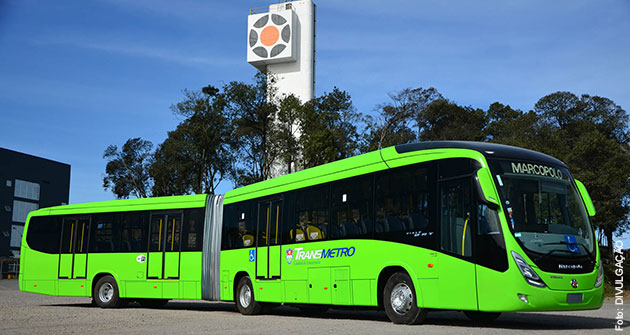 MARCOPOLO
TRANSMETRO
Foto: DIVULGAÇÃO